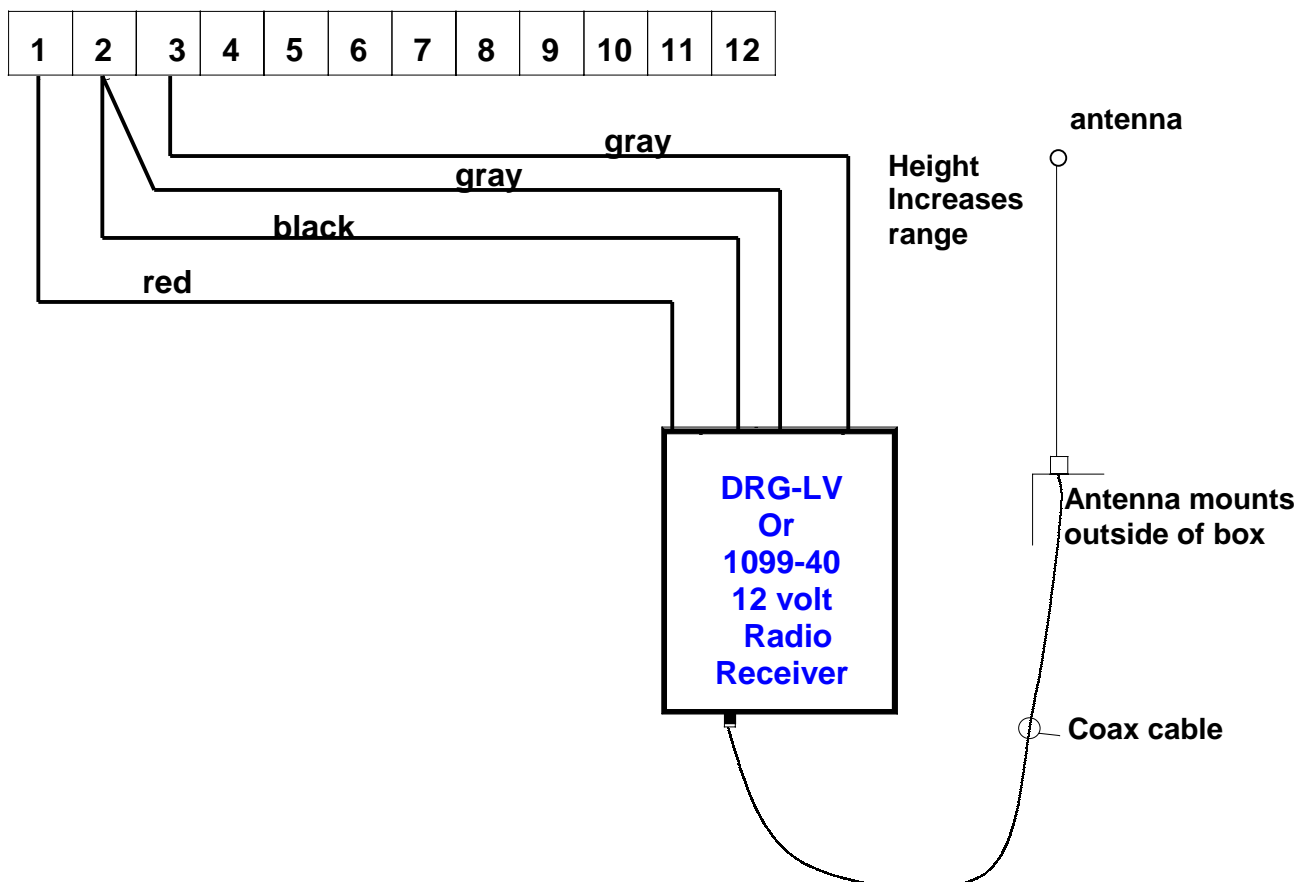 1 2 3 4 5 6 7 8 9 10 11 12
antenna
gray
Height
Increases
range
gray
black
red
DRG-LV
Or
1099-40
12 volt
Radio
Receiver
Antenna mounts
outside of box
Coax cable